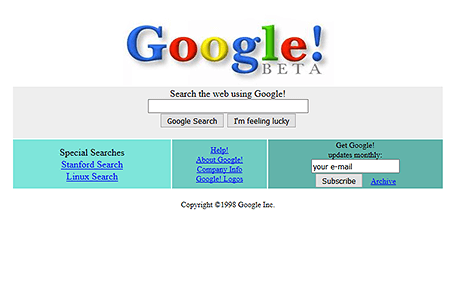 Google!
BETA
Search the web using Google!
Google Search I'm feeling lucky
Special Searches
Stanford Search
Linux Search
Help!
About Google!
Company Info
Google! Logos
Get Google!
updates monthly:
your e-mail
Subscribe Archive
Copyright ©1998 Google Inc.